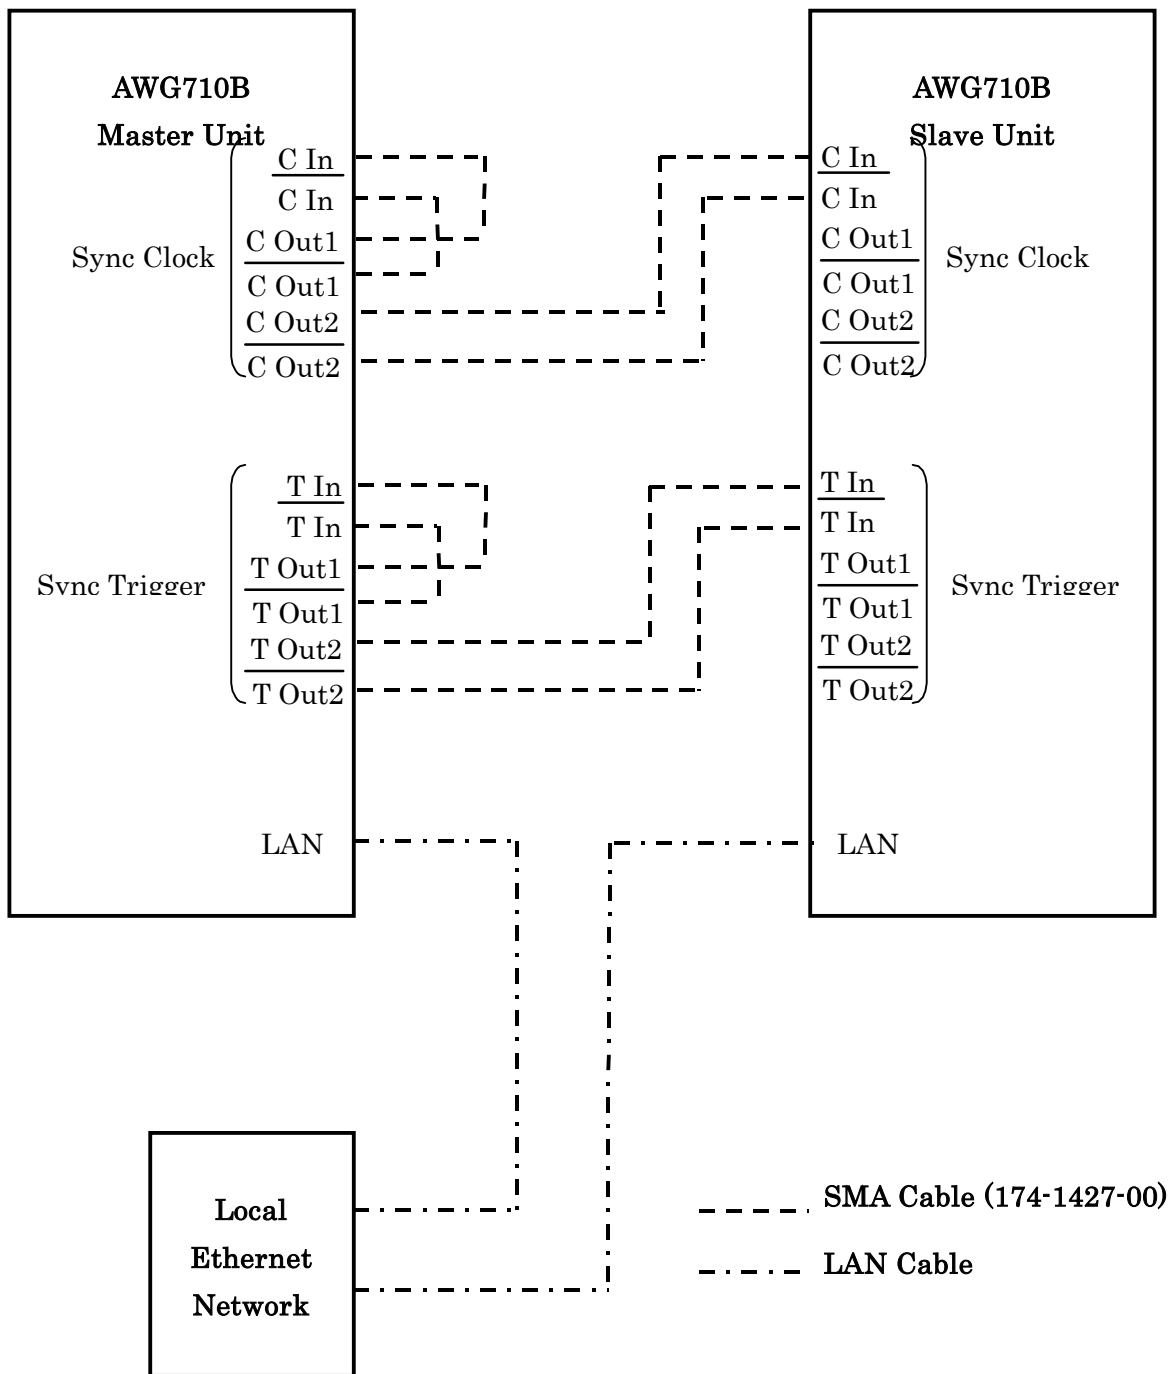 AWG710B
Master Unit
C In
C In
C Out1
C Out1
C Out2
C Out2
Sync Clock
T In
T In
T Out1
T Out1
T Out2
T Out2
Sync Trigger
LAN
AWG710B
Slave Unit
C In
C In
C Out1
C Out1
C Out2
C Out2
Sync Clock
T In
T In
T Out1
T Out1
T Out2
T Out2
Sync Trigger
LAN
Local
Ethernet
Network
SMA Cable (174-1427-00)
LAN Cable